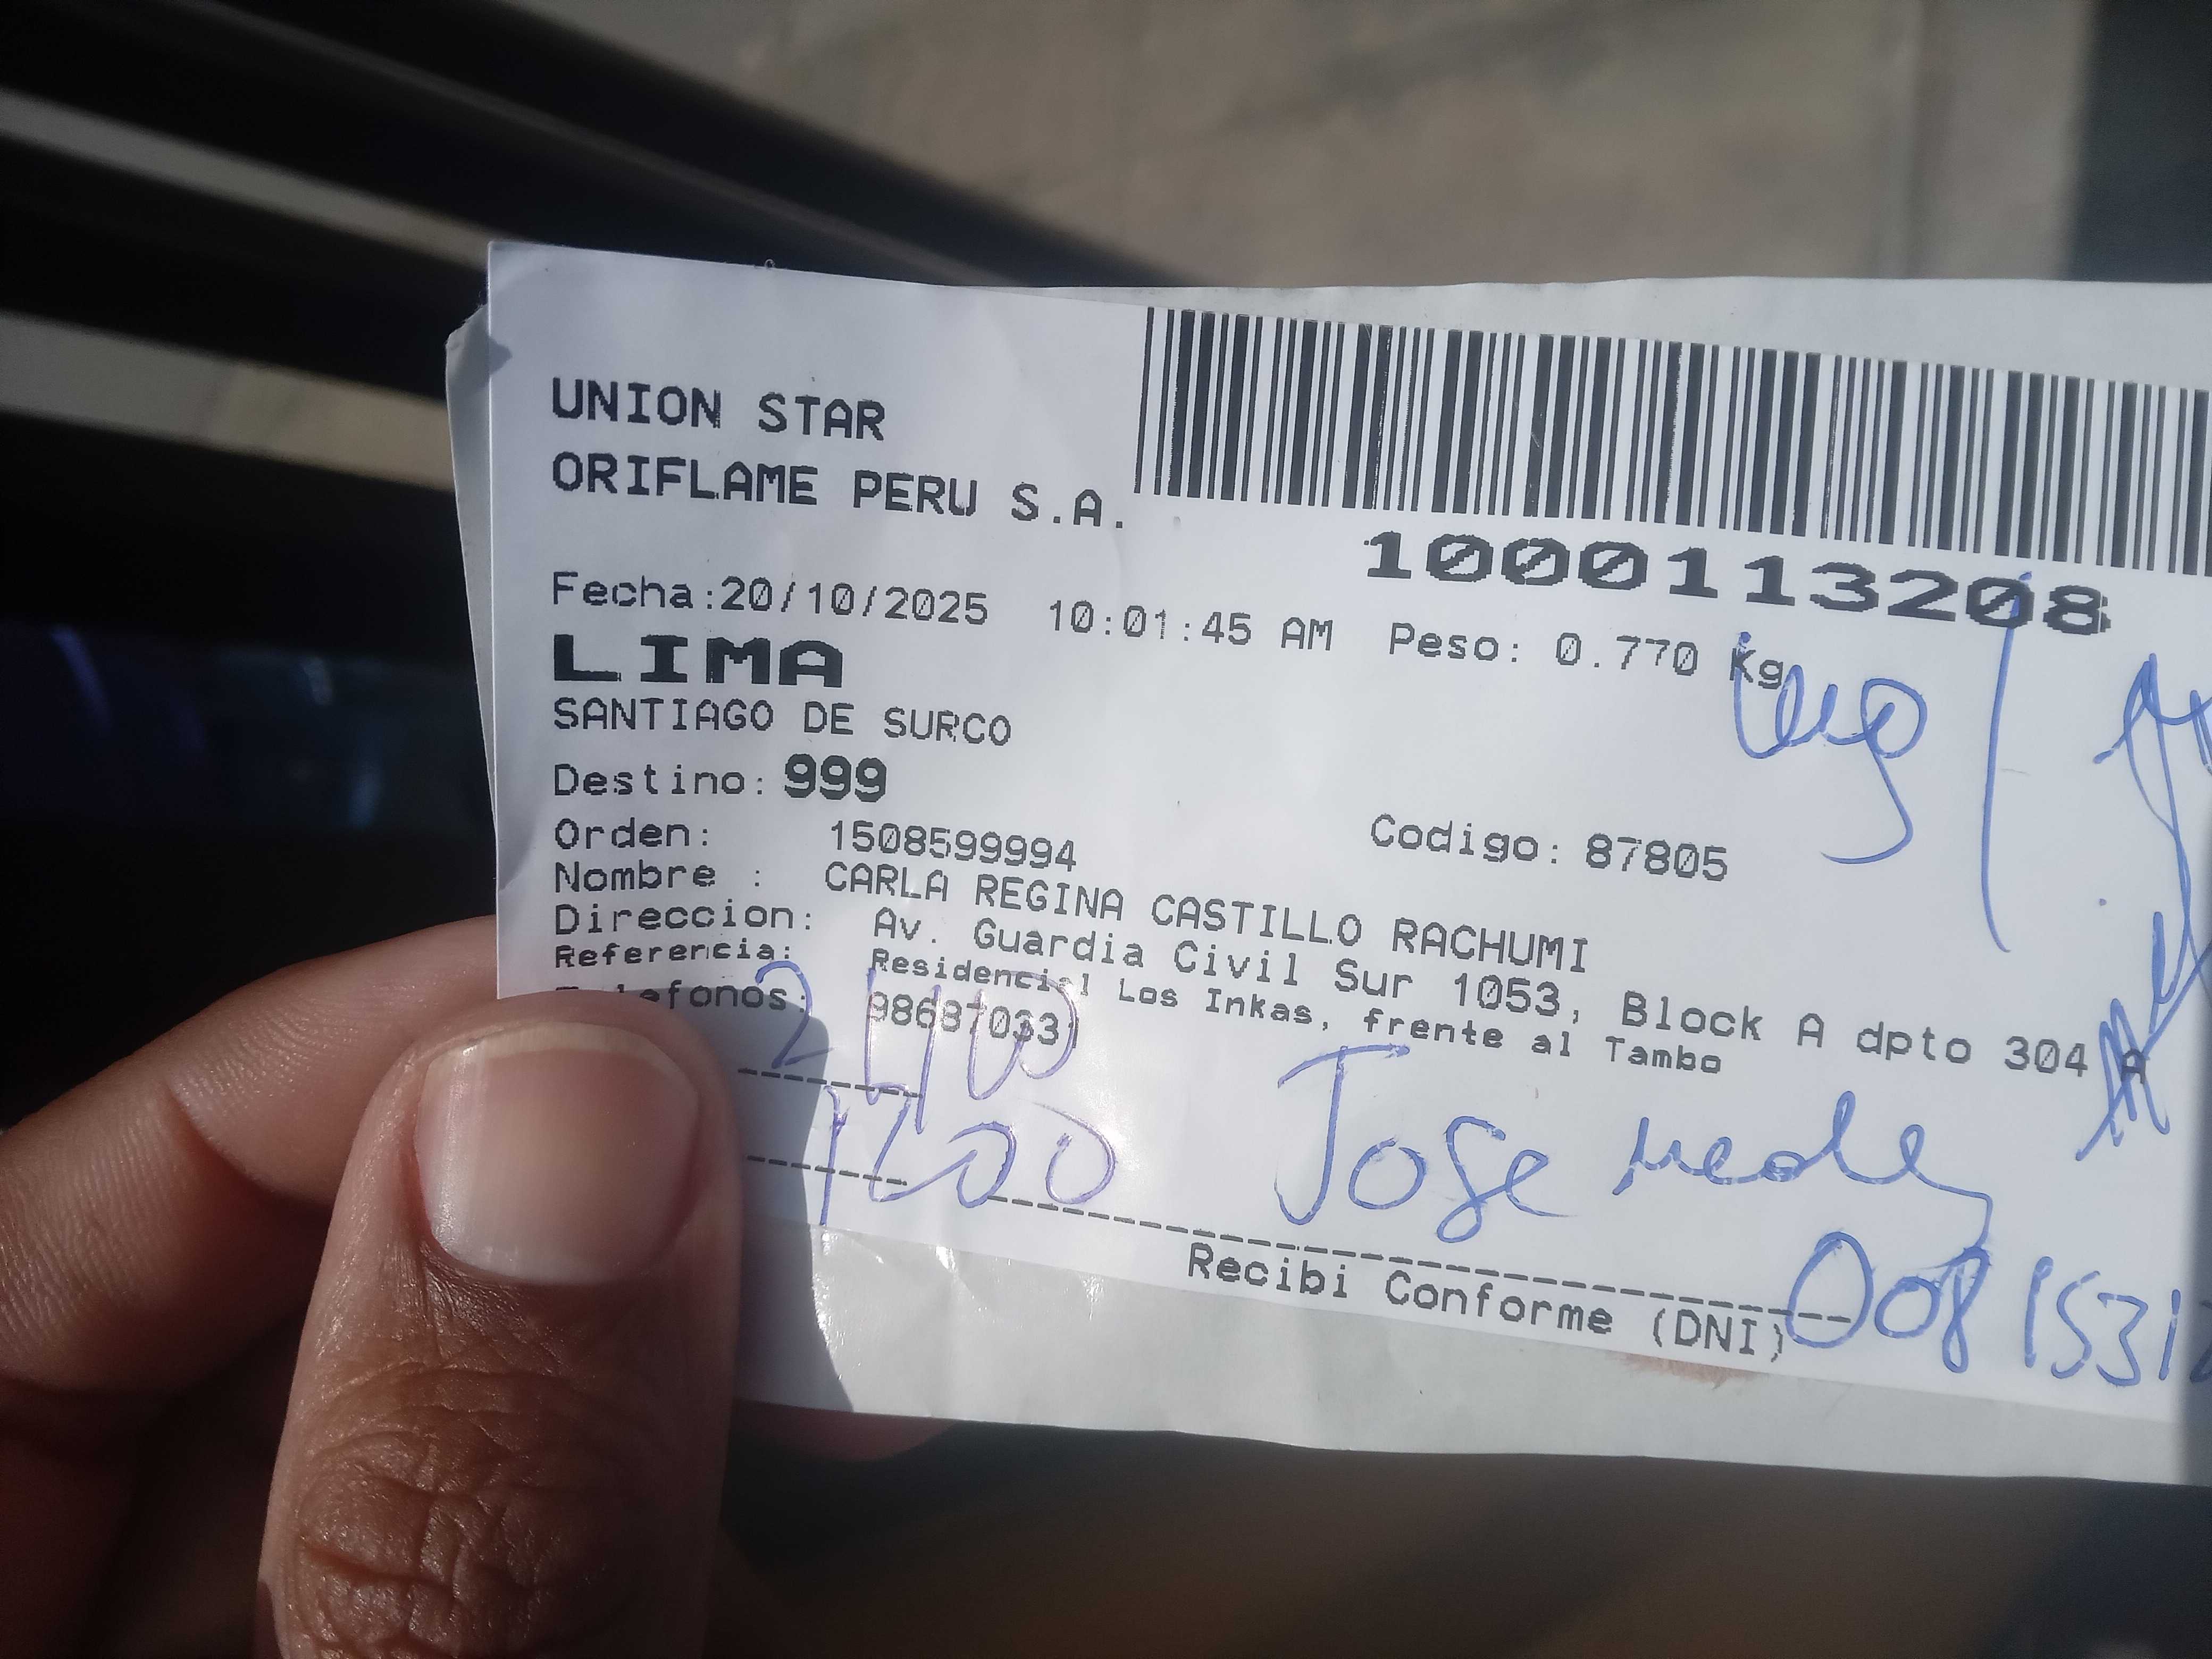 UNION STAR
ORIFLAME PERU S.A.
1000113208
Fecha:20/10/2025 10:01:45 AM Peso: 0.770 Kg
LIMA
SANTIAGO DE SURCO
Destino: 999
Orden: 1508599994 Codigo: 87805
Nombre : CARLA REGINA CASTILLO RACHUMI
Direccion: Av. Guardia Civil Sur 1053, Block A dpto 304 A
Referencia: Residencial Los Inkas, frente al Tambo
986870331
Jose
Recibi Conforme (DNI)